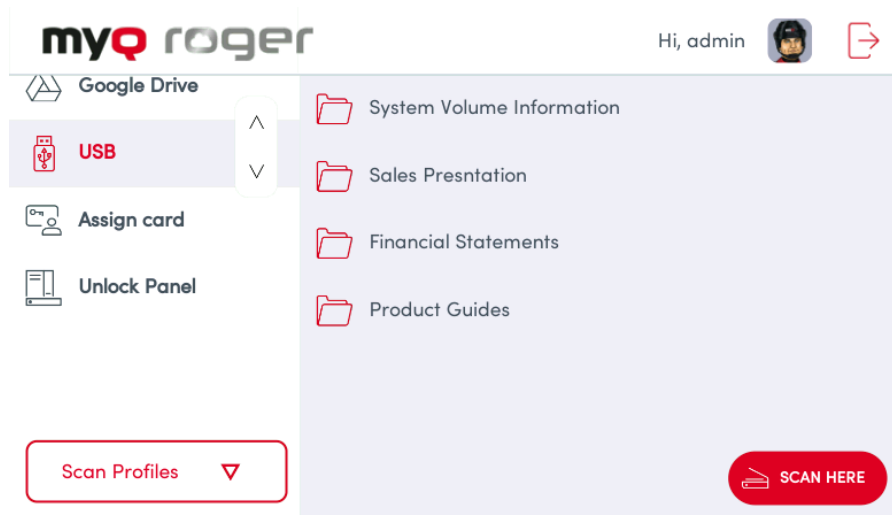 myq roger
Hi, admin
Google Drive
USB
Assign card
Unlock Panel
Scan Profiles
System Volume Information
Sales Presntation
Financial Statements
Product Guides
SCAN HERE